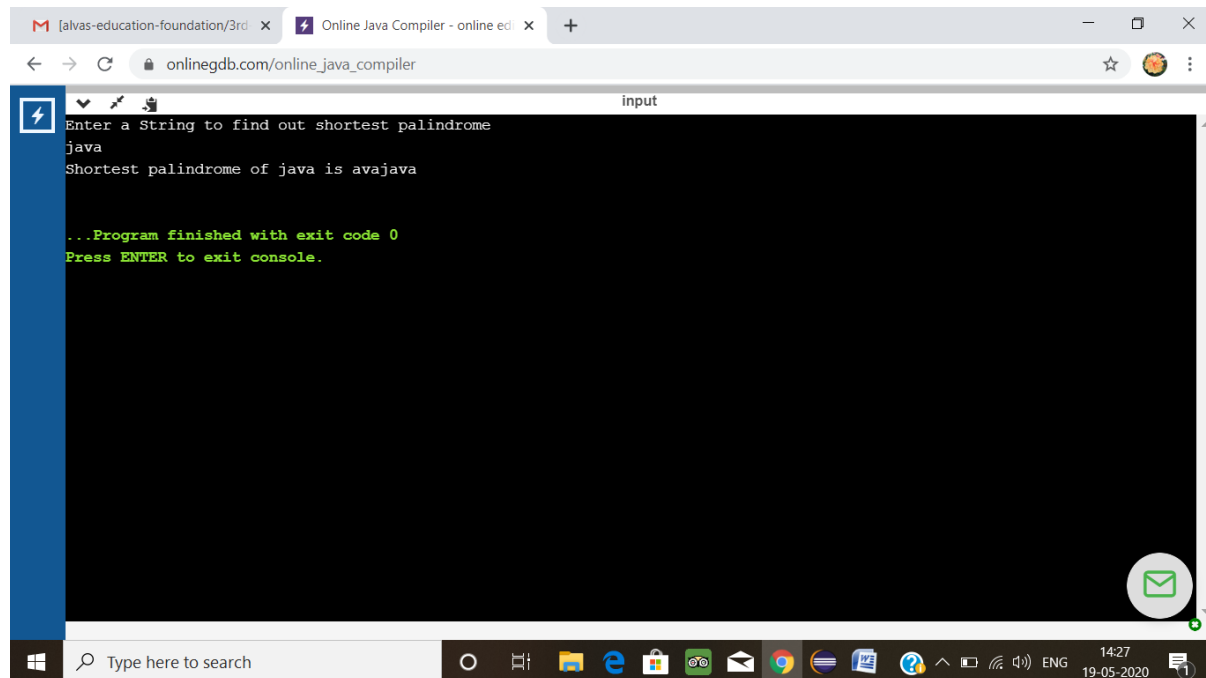 [alvas-education-foundation/3rd
Online Java Compiler - online edi
onlinegdb.com/online_java_compiler
input
Enter a String to find out shortest palindrome
java
Shortest palindrome of java is avajava
...Program finished with exit code 0
Press ENTER to exit console.
Type here to search
ENG
14:27
19-05-2020
1